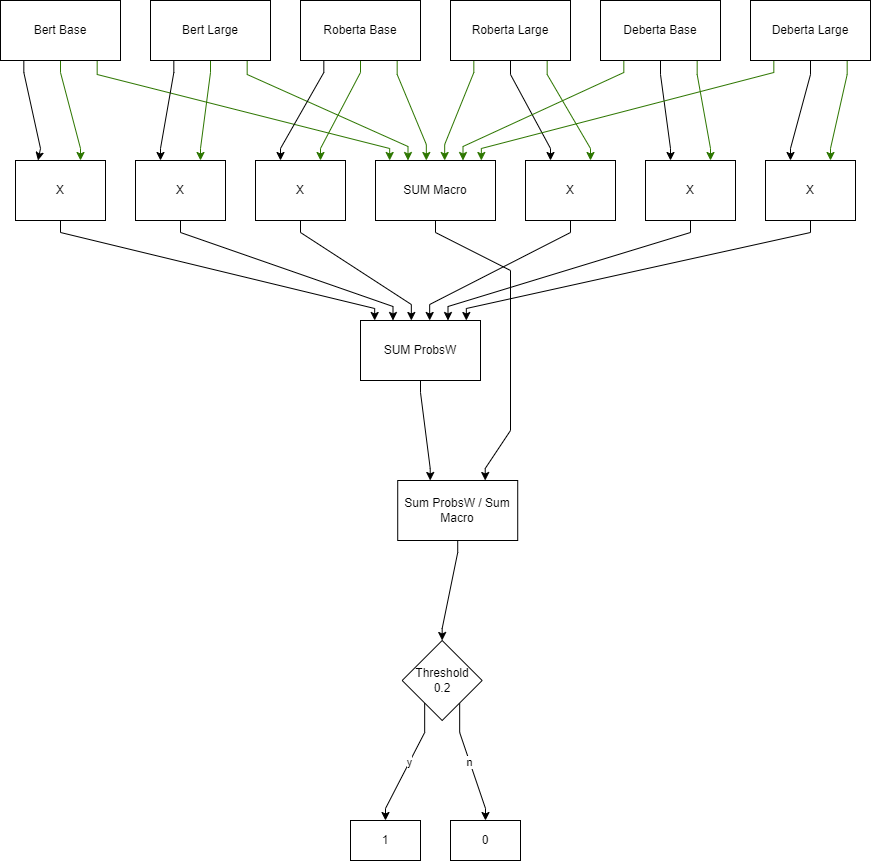 Bert Base
Bert Large
Roberta Base
Roberta Large
Deberta Base
Deberta Large
X
X
X
SUM Macro
X
X
X
SUM ProbsW
Sum ProbsW / Sum
Macro
Threshold
0.2
y
n
1
0